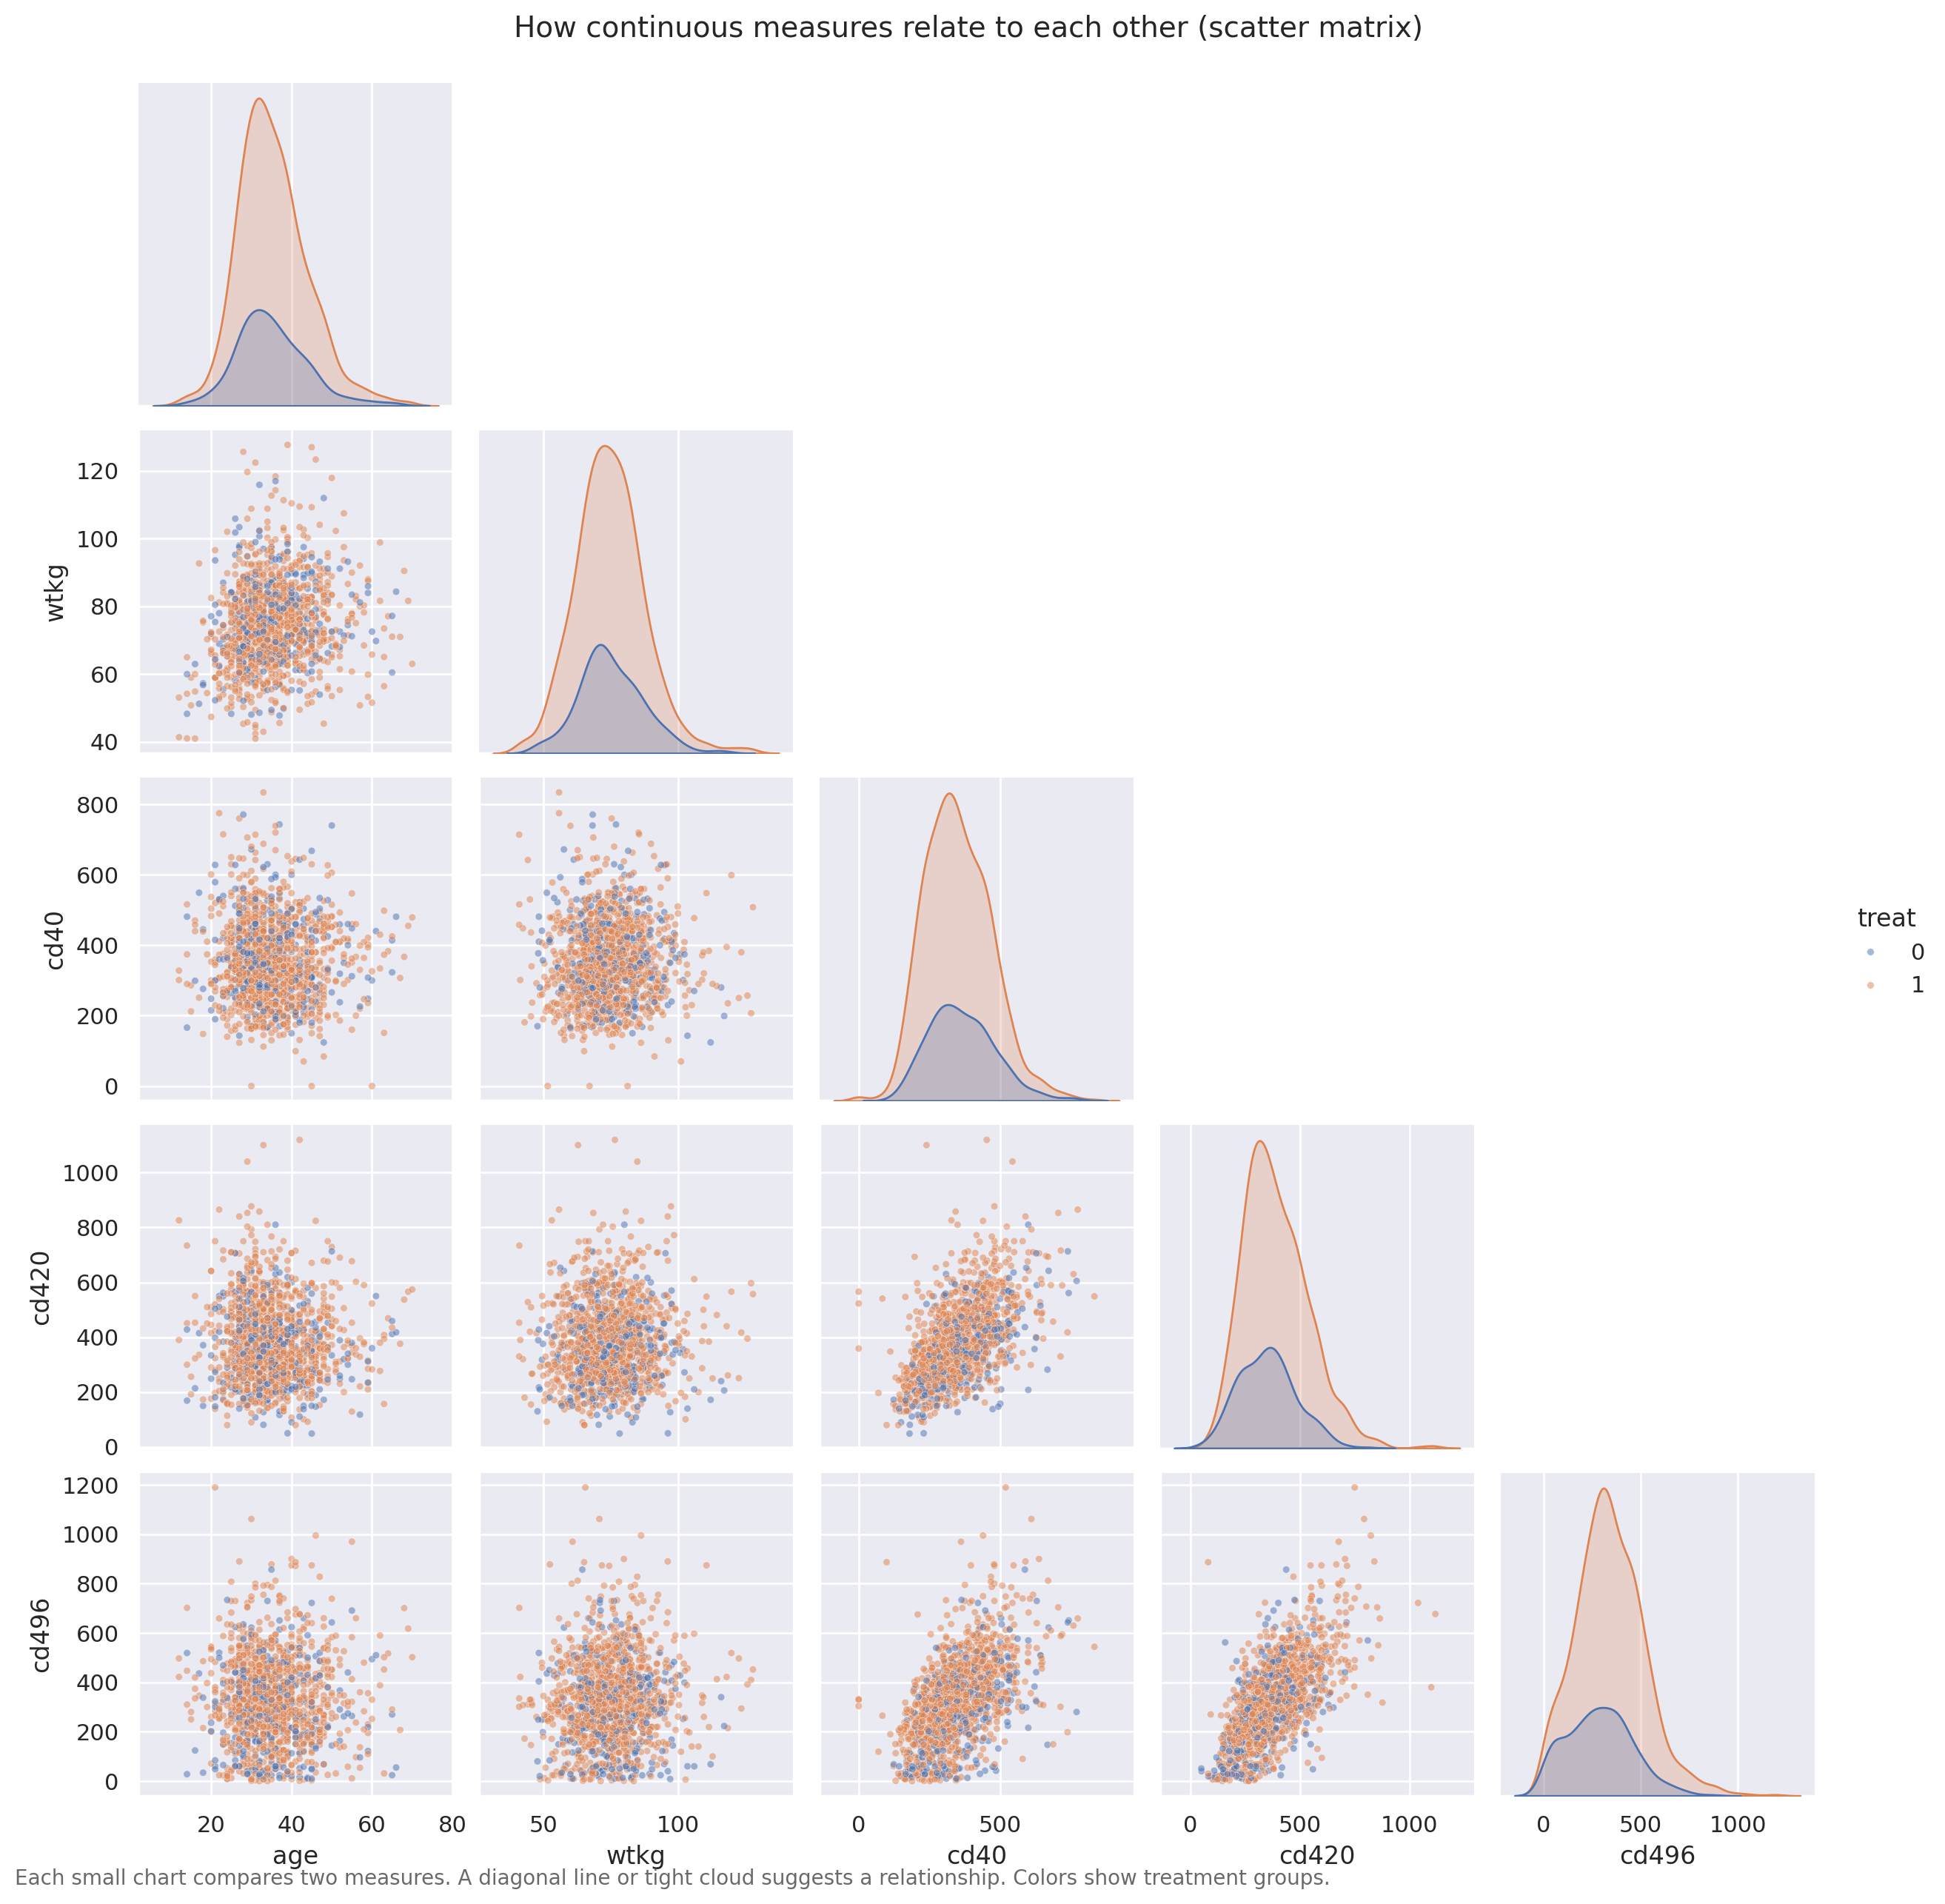 How continuous measures relate to each other (scatter matrix)
120
100
80
60
40
wtkg
800
600
400
200
0
cd40
treat
0
1
1000
800
600
400
200
0
cd420
1200
1000
800
600
400
200
0
cd496
20 40 60 80
50 100
0 500
0 500 1000
0 500 1000
age wtkg cd40 cd420 cd496
Each small chart compares two measures. A diagonal line or tight cloud suggests a relationship. Colors show treatment groups.